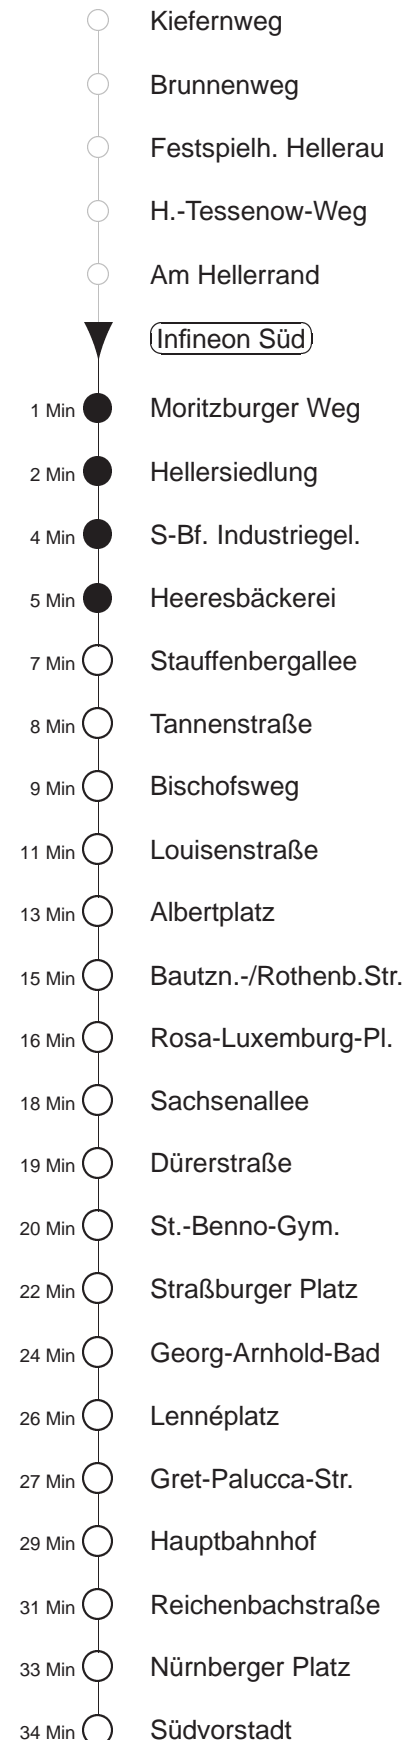 Kiefernweg
Brunnenweg
Festspielh. Hellerau
H.-Tessenow-Weg
Am Hellerrand
Infineon Süd
1 Min Moritzburger Weg
2 Min Hellersiedlung
4 Min S-Bf. Industriegel.
5 Min Heeresbäckerei
7 Min Stauffenbergallee
8 Min Tannenstraße
9 Min Bischofsweg
11 Min Louisenstraße
13 Min Albertplatz
15 Min Bautzn.-/Rothenb.Str.
16 Min Rosa-Luxemburg-Pl.
18 Min Sachsenallee
19 Min Dürerstraße
20 Min St.-Benno-Gym.
22 Min Straßburger Platz
24 Min Georg-Arnhold-Bad
26 Min Lennéplatz
27 Min Gret-Palucca-Str.
29 Min Hauptbahnhof
31 Min Reichenbachstraße
33 Min Nürnberger Platz
34 Min Südvorstadt